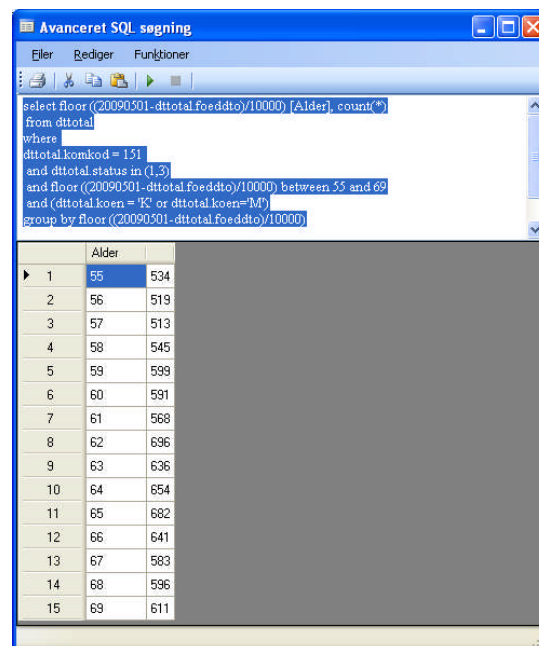 Avanceret SQL søgning
Eiler Rediger Funktioner
select floor ((20090501-dttotal.foeddto)/10000) [Alder], count(*)
from dttotal
where
dttotal.komkod = 151
and dttotal.status in (1,3)
and floor ((20090501-dttotal.foeddto)/10000) between 55 and 69
and (dttotal.koen = 'K' or dttotal.koen='M')
group by floor ((20090501-dttotal.foeddto)/10000)
Alder
1 55 534
2 56 519
3 57 513
4 58 545
5 59 599
6 60 591
7 61 568
8 62 696
9 63 636
10 64 654
11 65 682
12 66 641
13 67 583
14 68 596
15 69 611